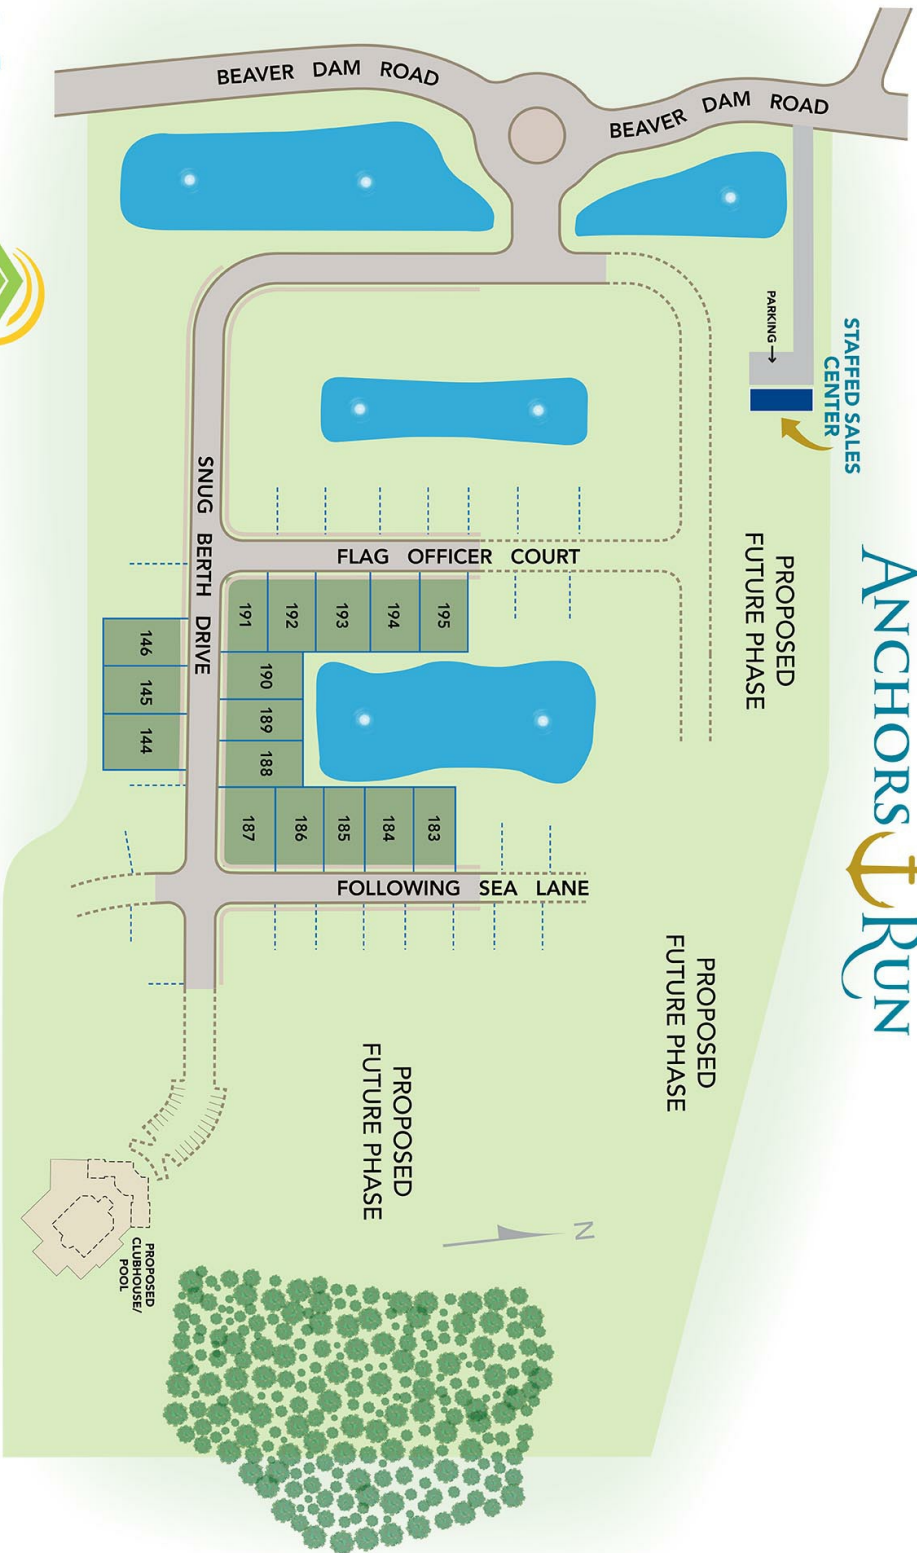 ANCHORS RUN
BEAVER DAM ROAD
BEAVER DAM ROAD
STAFFED SALES
CENTER
PARKING
PROPOSED
FUTURE PHASE
SNUG BERTH DRIVE
FLAG OFFICER COURT
191
192
193
194
195
146
145
144
190
189
188
187
186
185
184
183
FOLLOWING SEA LANE
PROPOSED
FUTURE PHASE
PROPOSED
FUTURE PHASE
N
PROPOSED
CLUBHOUSE/
POOL